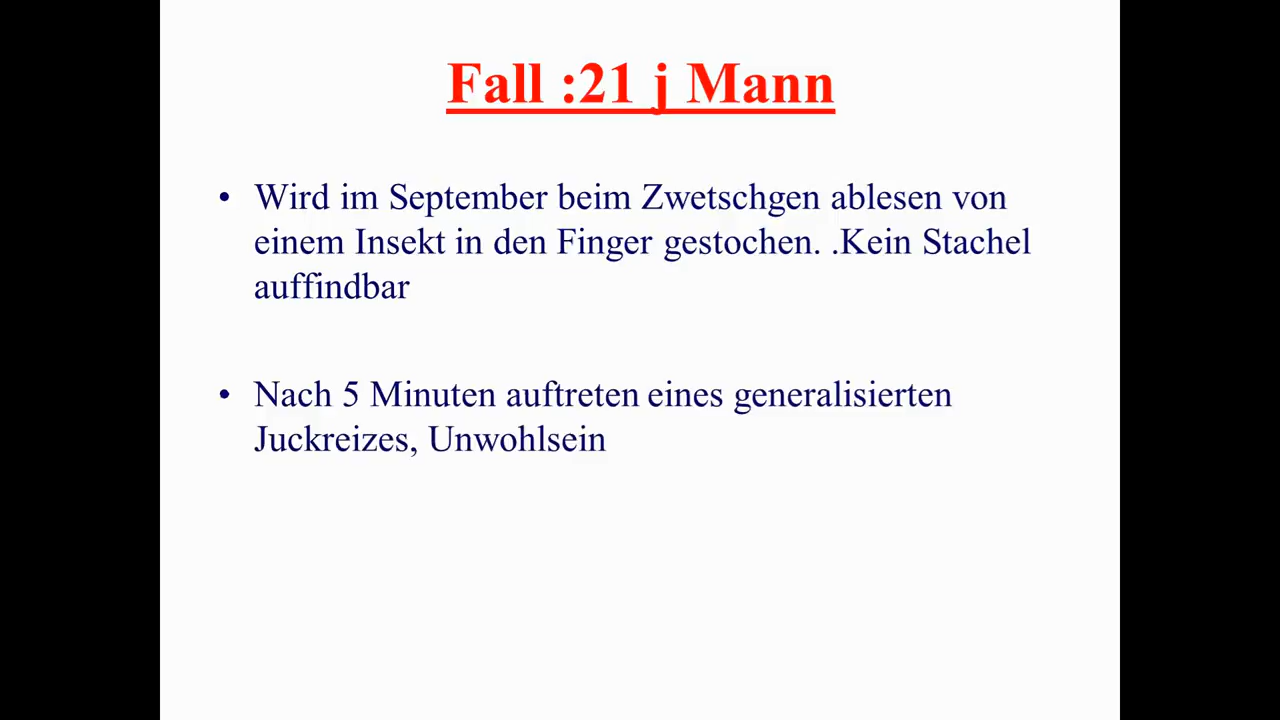 Fall :21 j Mann
• Wird im September beim Zwetschgen ablesen von
einem Insekt in den Finger gestochen. .Kein Stachel
auffindbar
• Nach 5 Minuten auftreten eines generalisierten
Juckreizes, Unwohlsein